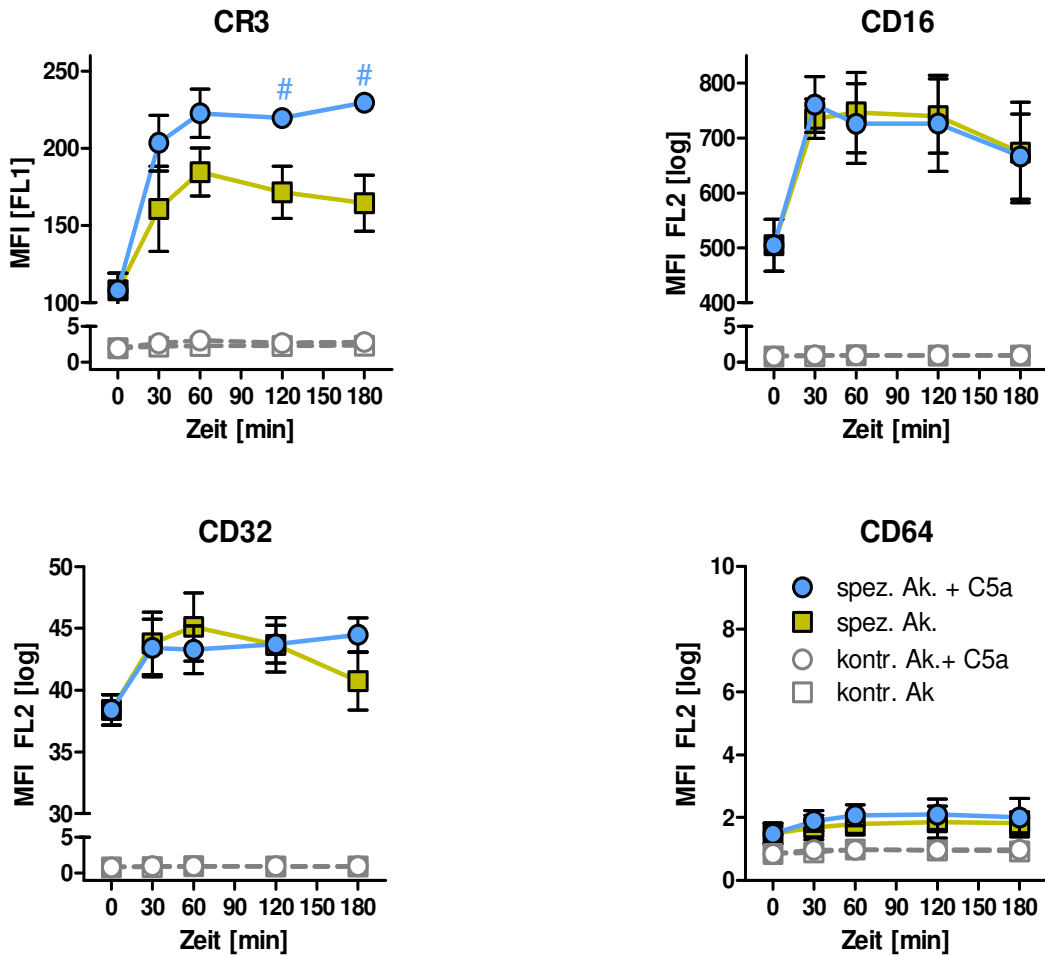 CR3
MFI [FL1]
250
200
150
100
5
0
# #
0 30 60 90 120 150 180
Zeit [min]
CD16
MFI FL2 [log]
800
700
600
500
400
5
0
0 30 60 90 120 150 180
Zeit [min]
CD32
MFI FL2 [log]
50
45
40
35
30
5
0
0 30 60 90 120 150 180
Zeit [min]
CD64
MFI FL2 [log]
10
8
6
4
2
0
spez. Ak. + C5a
spez. Ak.
kontr. Ak.+ C5a
kontr. Ak
0 30 60 90 120 150 180
Zeit [min]